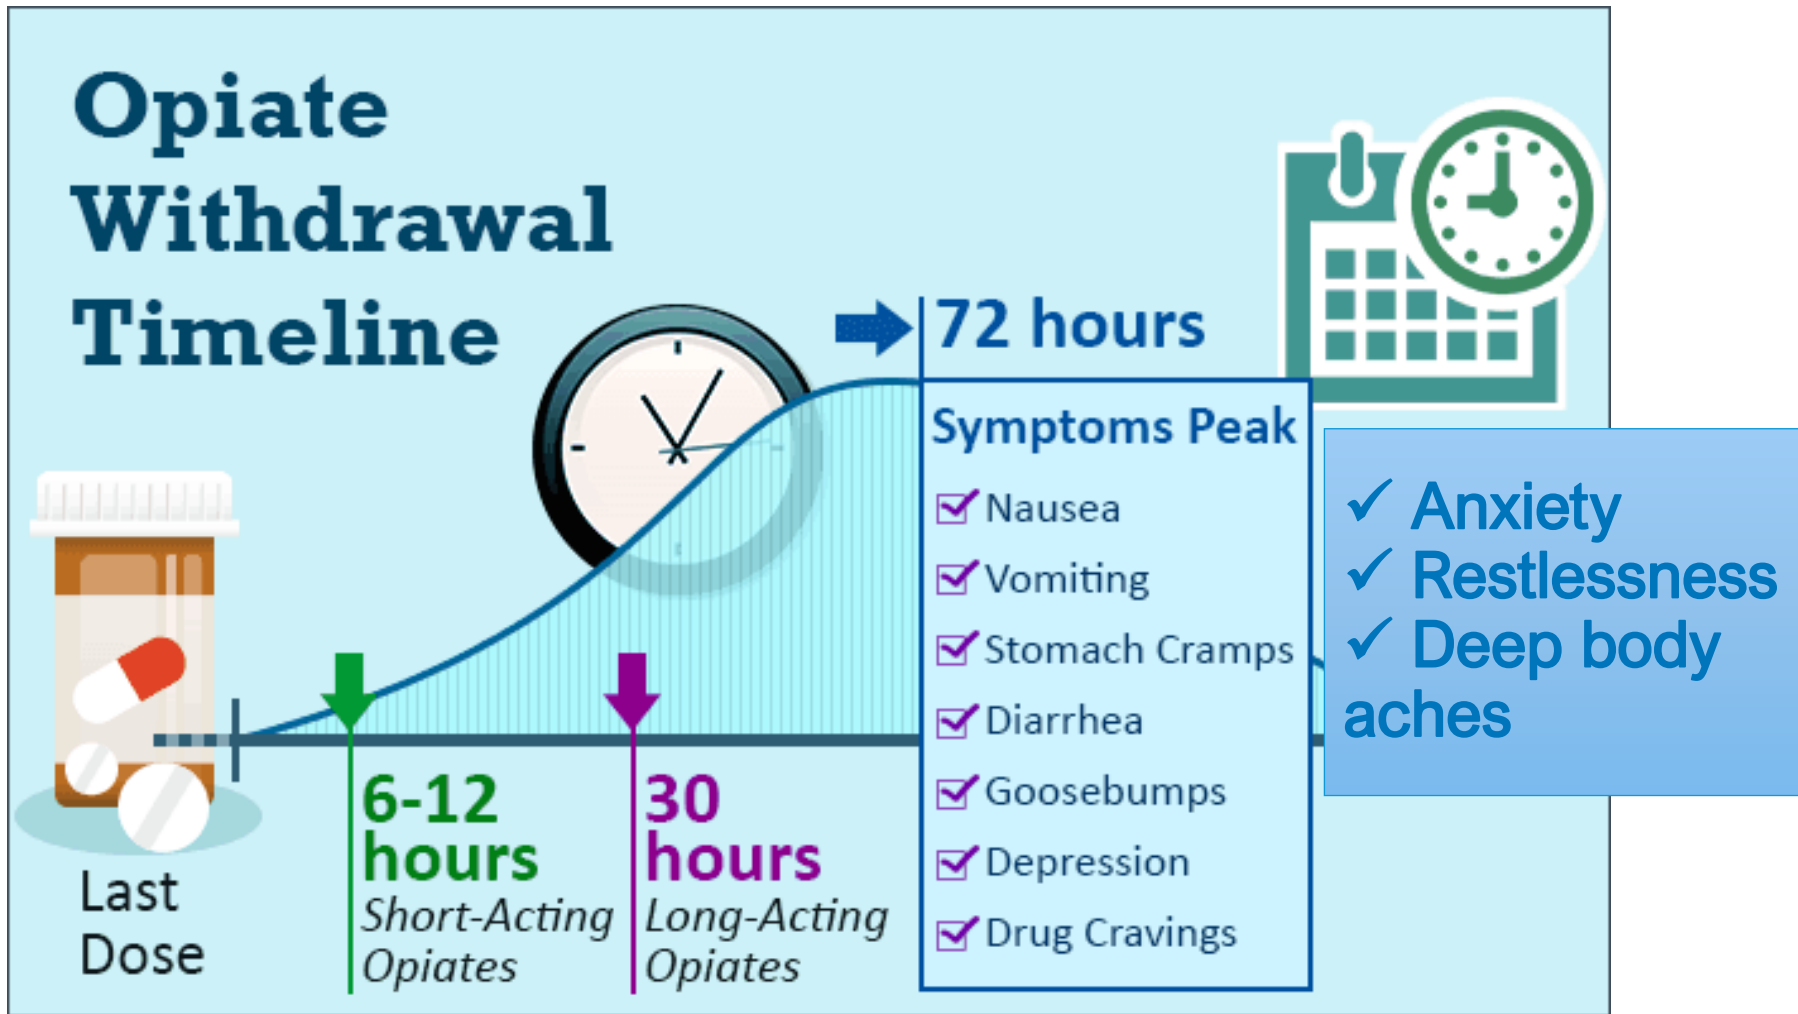 Opiate
Withdrawal
Timeline
72 hours
Symptoms Peak
Nausea
Vomiting
Stomach Cramps
Diarrhea
Goosebumps
Depression
Drug Cravings
✓ Anxiety
✓ Restlessness
✓ Deep body
aches
Last
Dose
6-12
hours
Short-Acting
Opiates
30
hours
Long-Acting
Opiates